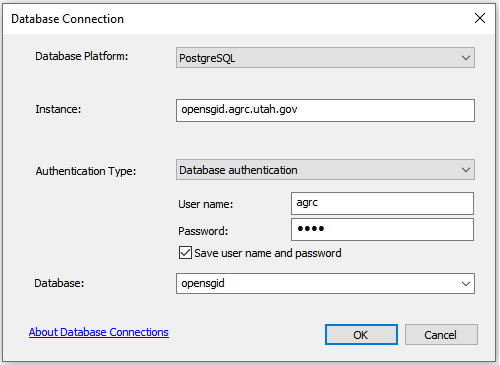 Database Connection
Database Platform: PostgreSQL
Instance: opensgid.agrc.utah.gov
Authentication Type: Database authentication
User name: agrc
Password: ●●●●
Save user name and password
Database: opensgid
About Database Connections
OK Cancel